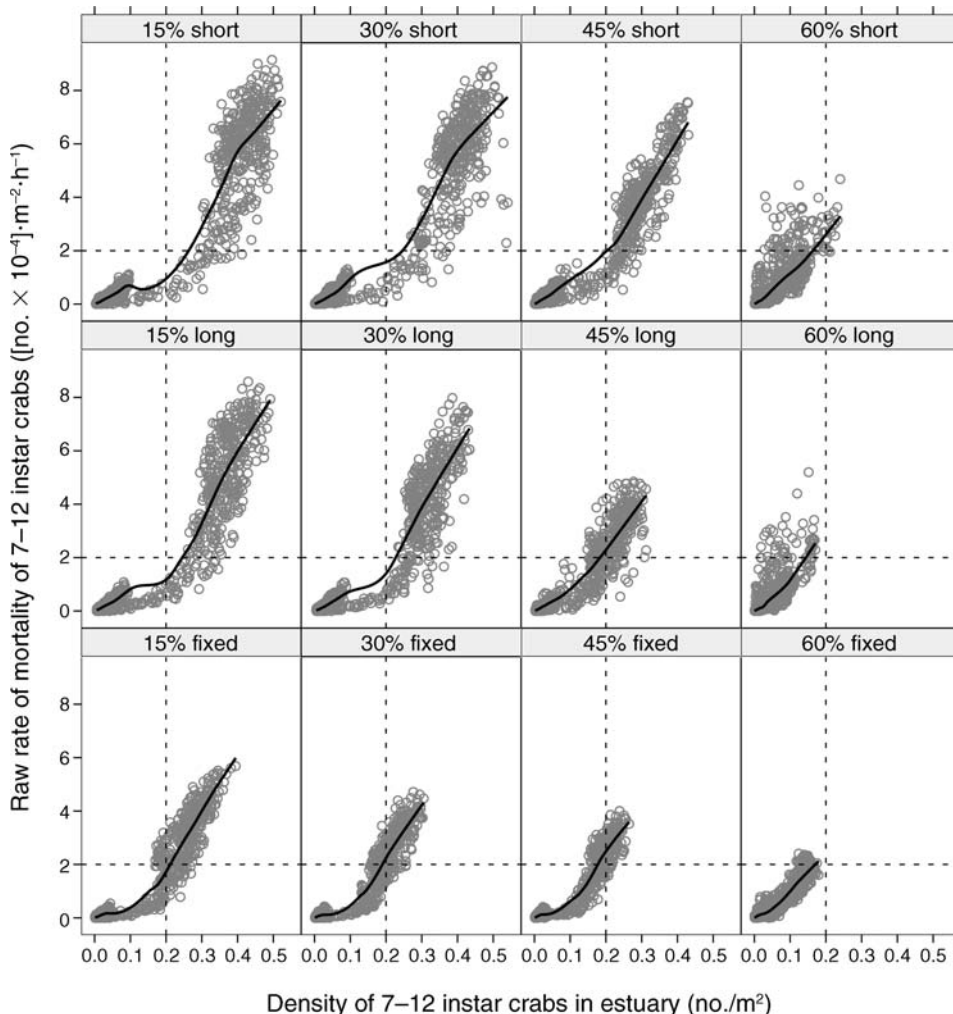 15% short 30% short 45% short 60% short
8
6
4
2
0
15% long 30% long 45% long 60% long
8
6
4
2
0
15% fixed 30% fixed 45% fixed 60% fixed
8
6
4
2
0
0.0 0.1 0.2 0.3 0.4 0.5 0.0 0.1 0.2 0.3 0.4 0.5 0.0 0.1 0.2 0.3 0.4 0.5 0.0 0.1 0.2 0.3 0.4 0.5
Density of 7–12 instar crabs in estuary (no./m²)
Raw rate of mortality of 7–12 instar crabs ([no. × 10⁻⁴]·m⁻²·h⁻¹)